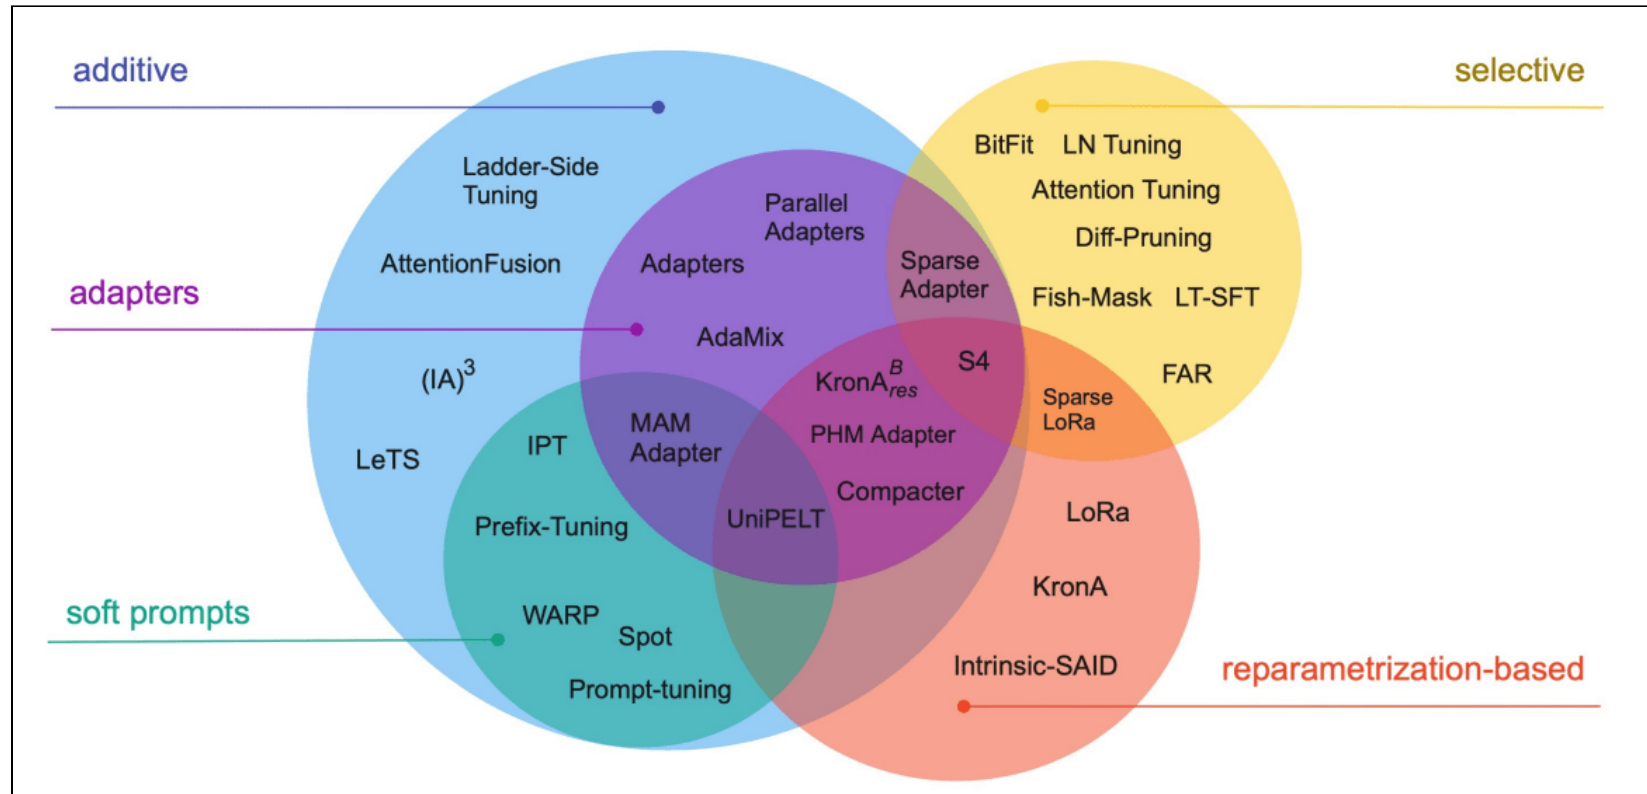 additive
selective
BitFit LN Tuning
Ladder-Side
Tuning
Attention Tuning
Parallel
Adapters
Diff-Pruning
AttentionFusion
Adapters
Sparse
Adapter
adapters
Fish-Mask LT-SFT
AdaMix
S4
(IA)³
KronA^B_res
FAR
Sparse
LoRa
MAM
Adapter
IPT
PHM Adapter
LeTS
Compacter
UniPELT
LoRa
Prefix-Tuning
KronA
soft prompts
WARP
Spot
Intrinsic-SAID
reparametrization-based
Prompt-tuning